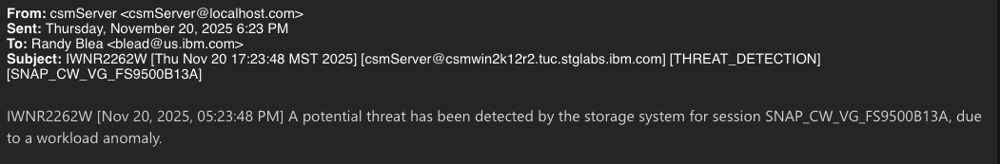 From: csmServer <csmServer@localhost.com>
Sent: Thursday, November 20, 2025 6:23 PM
To: Randy Blea <blead@us.ibm.com>
Subject: IWNR2262W [Thu Nov 20 17:23:48 MST 2025] [csmServer@csmwin2k12r2.tuc.stglabs.ibm.com] [THREAT_DETECTION]
[SNAP_CW_VG_FS9500B13A]
IWNR2262W [Nov 20, 2025, 05:23:48 PM] A potential threat has been detected by the storage system for session SNAP_CW_VG_FS9500B13A, due
to a workload anomaly.